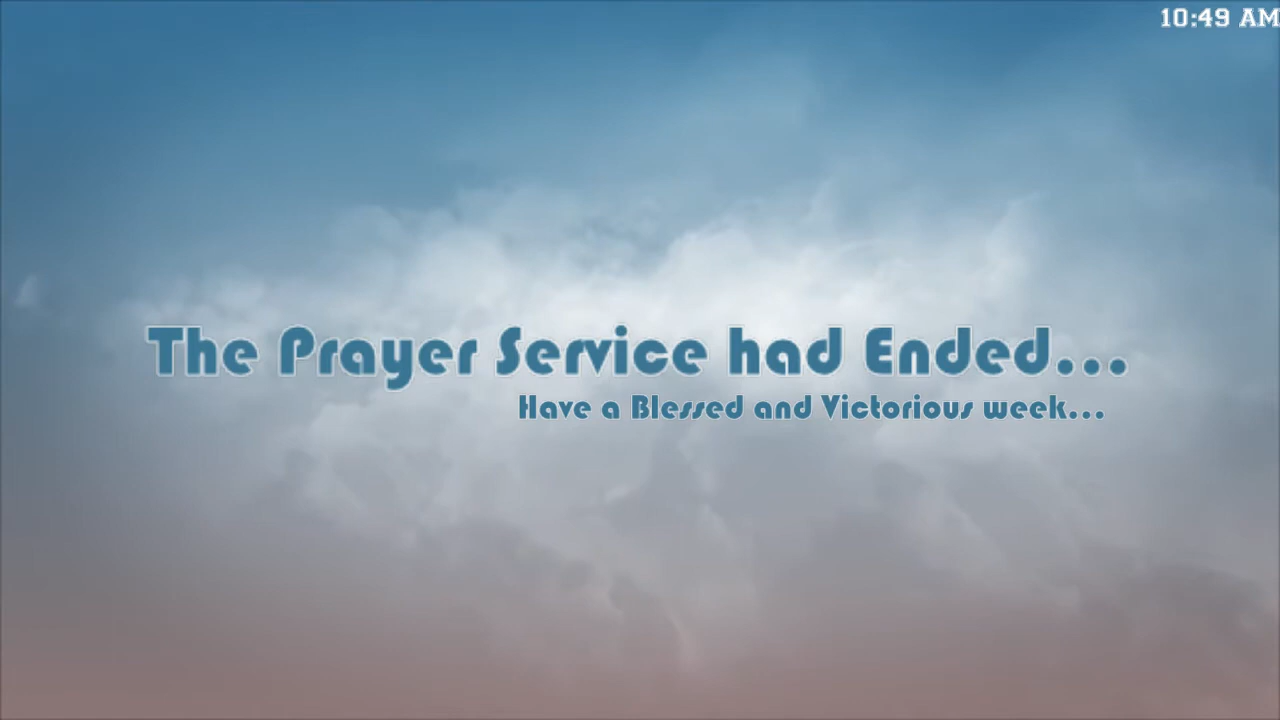 10:49 AM
The Prayer Service had Ended...
Have a Blessed and Victorious week...